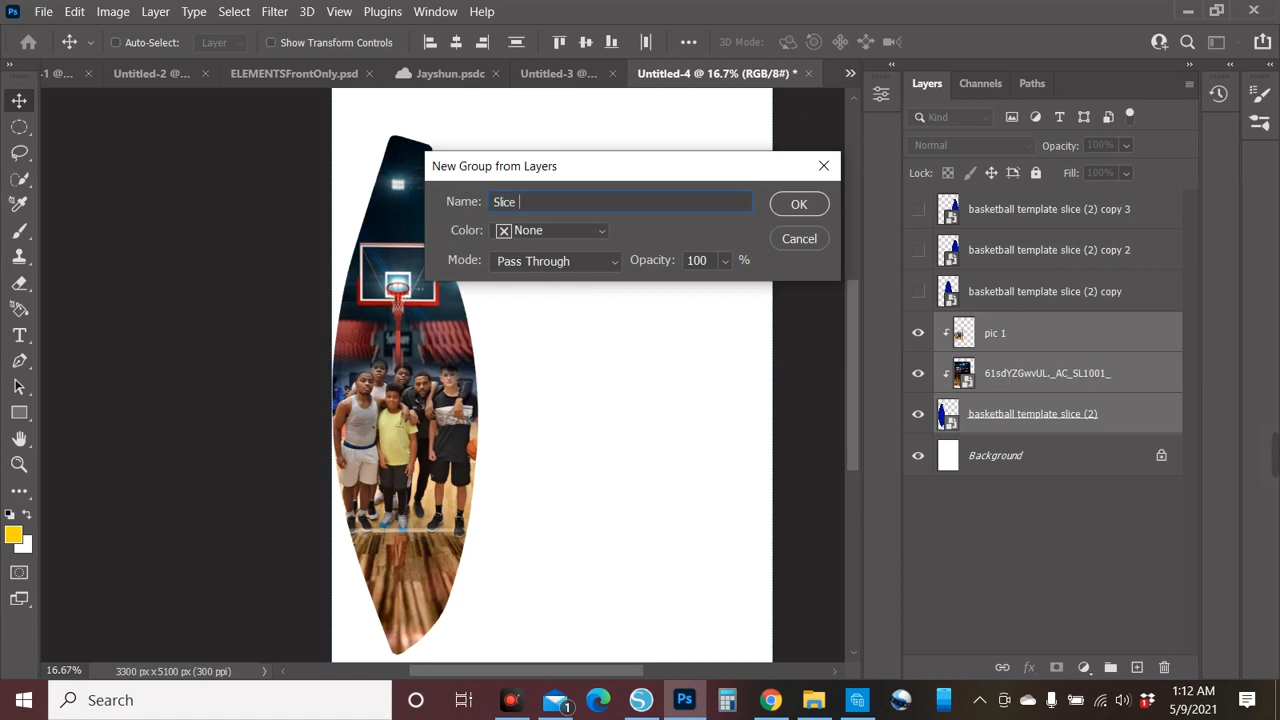 Ps File Edit Image Layer Type Select Filter 3D View Plugins Window Help
Auto-Select: Layer Show Transform Controls 3D Mode:
-1 @... Untitled-2 @... ELEMENTSFrontOnly.psd Jayshun.psdc Untitled-3 @... Untitled-4 @ 16.7% (RGB/8#) *
Layers Channels Paths
Kind
Normal Opacity: 100%
Lock: Fill: 100%
basketball template slice (2) copy 3
basketball template slice (2) copy 2
basketball template slice (2) copy
pic 1
61sdYZGwvUL._AC_SL1001_
basketball template slice (2)
Background
New Group from Layers
Name: Slice OK
Color: None Cancel
Mode: Pass Through Opacity: 100 %
16.67% 3300 px x 5100 px (300 ppi)
Search
1
Ps
1:12 AM
5/9/2021